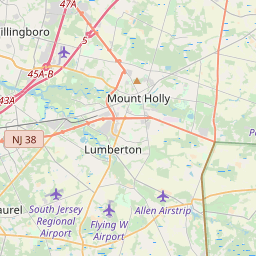 47A
illingboro
5
45A-B
43A
Mount Holly
NJ 38
Lumberton
aurel
South Jersey
Regional
Airport
Flying W
Airport
Allen Airstrip